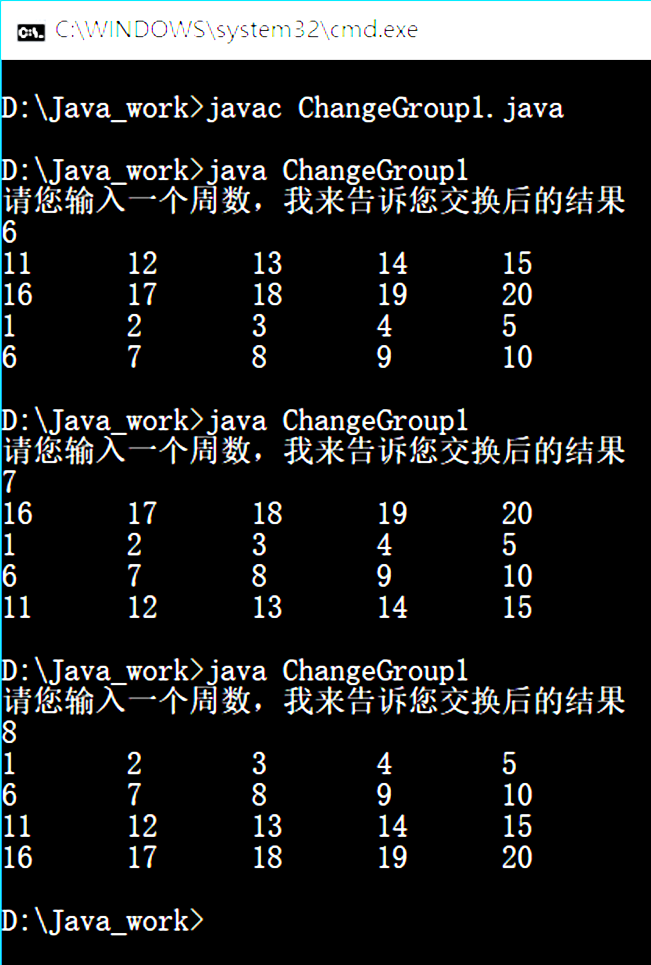 C:\WINDOWS\system32\cmd.exe
D:\Java_work>javac ChangeGroup1.java
D:\Java_work>java ChangeGroup1
请您输入一个周数，我来告诉您交换后的结果
6
11 12 13 14 15
16 17 18 19 20
1 2 3 4 5
6 7 8 9 10
D:\Java_work>java ChangeGroup1
请您输入一个周数，我来告诉您交换后的结果
7
16 17 18 19 20
1 2 3 4 5
6 7 8 9 10
11 12 13 14 15
D:\Java_work>java ChangeGroup1
请您输入一个周数，我来告诉您交换后的结果
8
1 2 3 4 5
6 7 8 9 10
11 12 13 14 15
16 17 18 19 20
D:\Java_work>